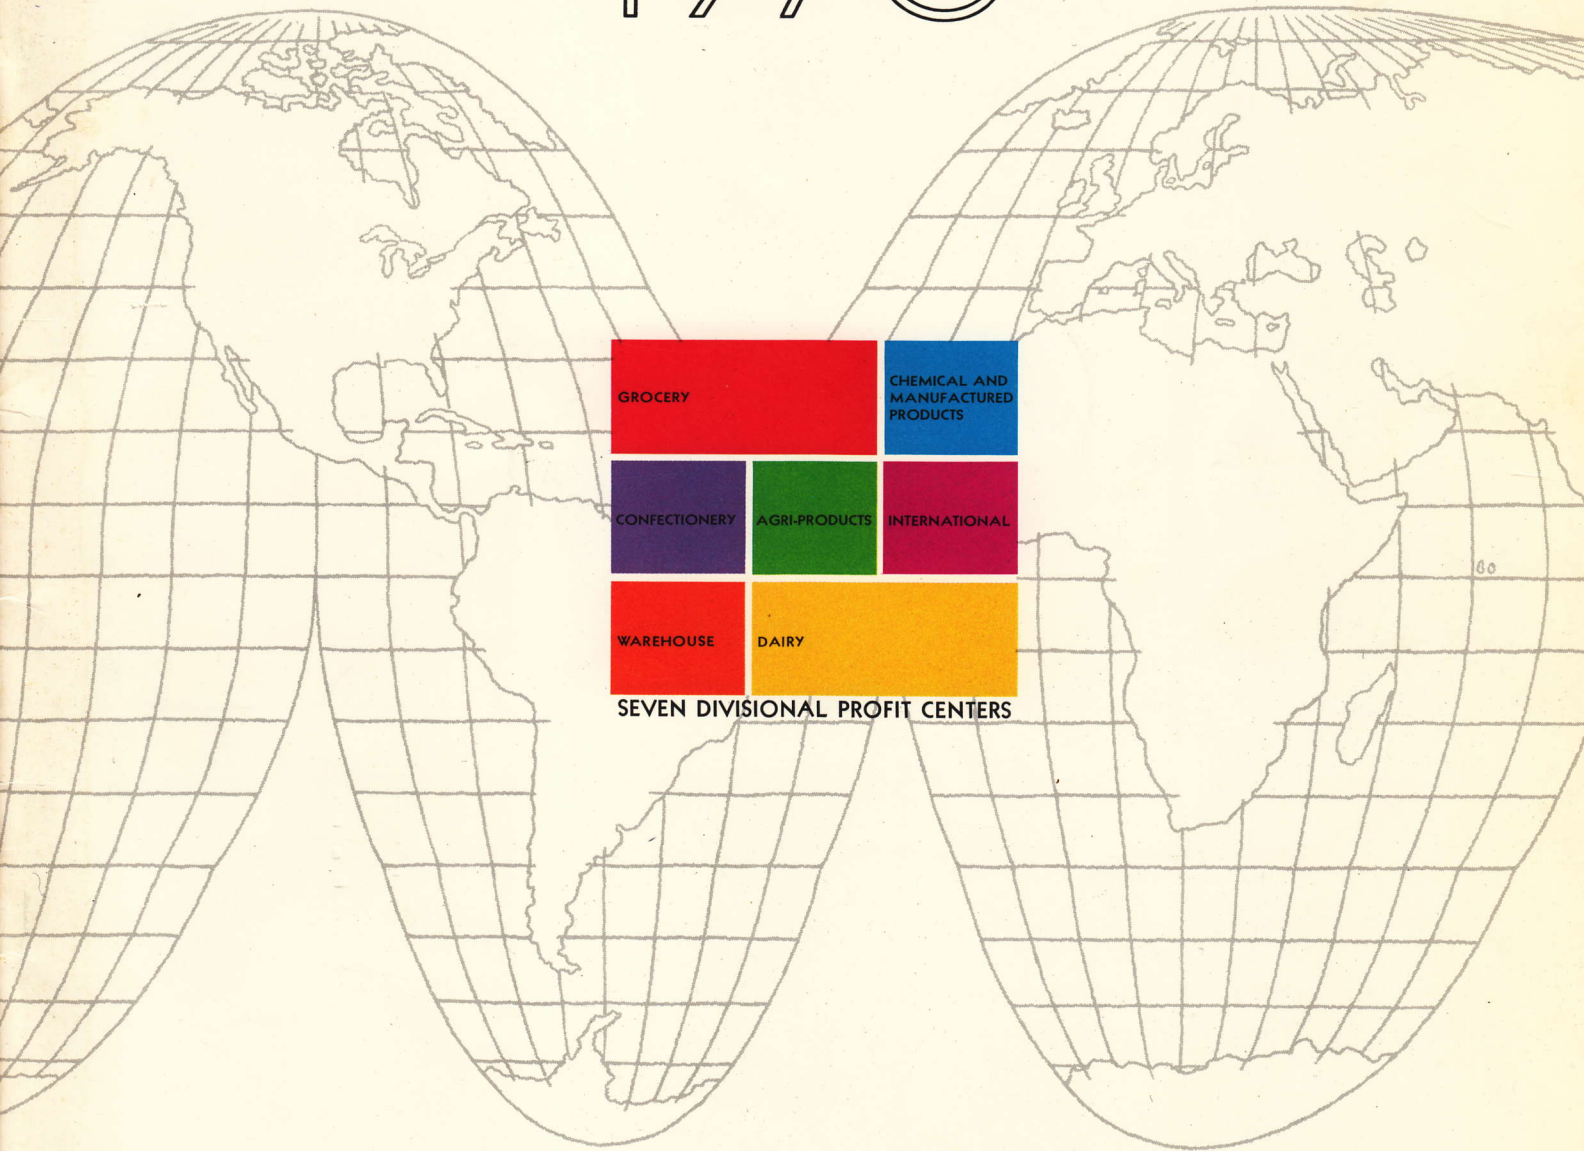 GROCERY
CHEMICAL AND
MANUFACTURED
PRODUCTS
CONFECTIONERY
AGRI-PRODUCTS
INTERNATIONAL
WAREHOUSE
DAIRY
SEVEN DIVISIONAL PROFIT CENTERS